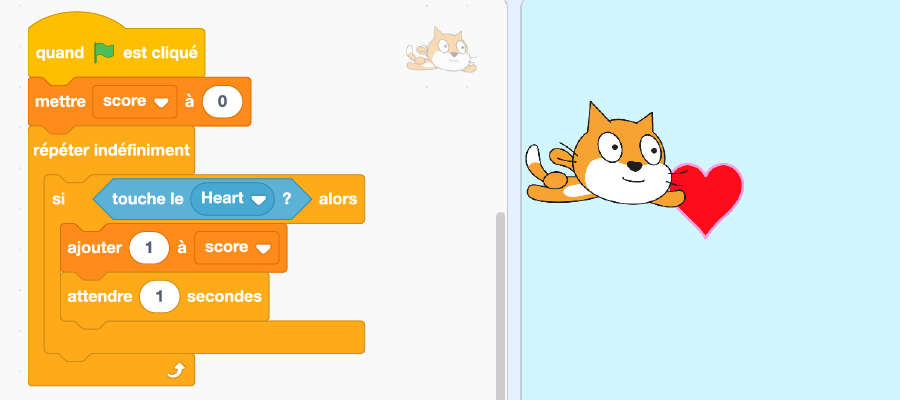 quand est cliqué
mettre score à 0
répéter indéfiniment
si touche le Heart ? alors
ajouter 1 à score
attendre 1 secondes